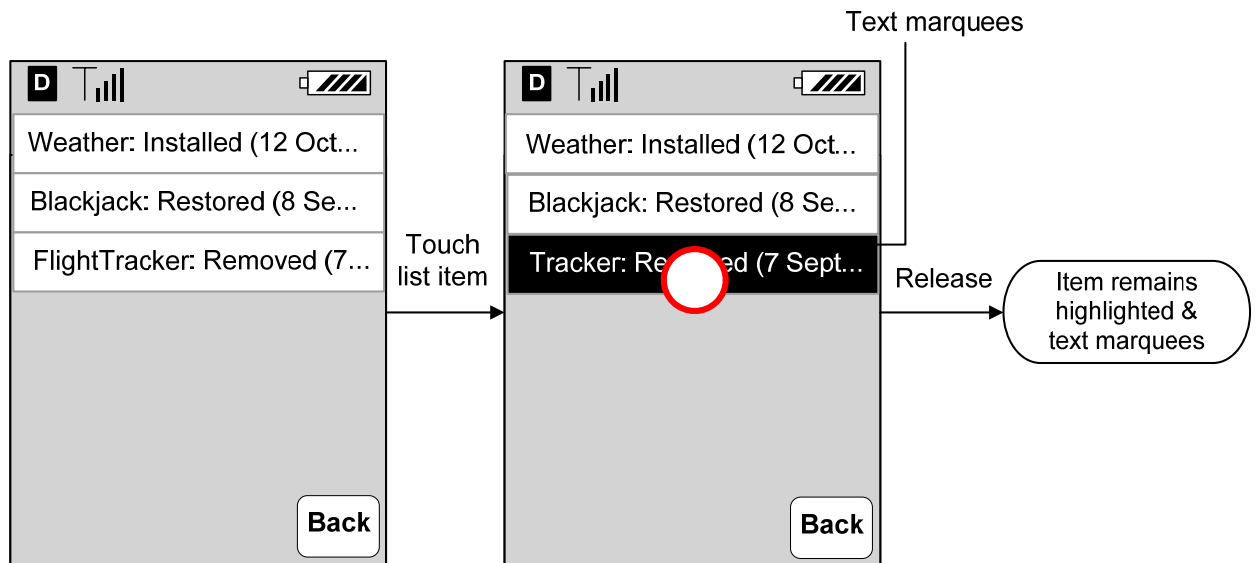 Text marquees
D
Weather: Installed (12 Oct...
Blackjack: Restored (8 Se...
FlightTracker: Removed (7...
Back
Touch
list item
D
Weather: Installed (12 Oct...
Blackjack: Restored (8 Se...
Tracker: Re ed (7 Sept...
Back
Release
Item remains
highlighted &
text marquees